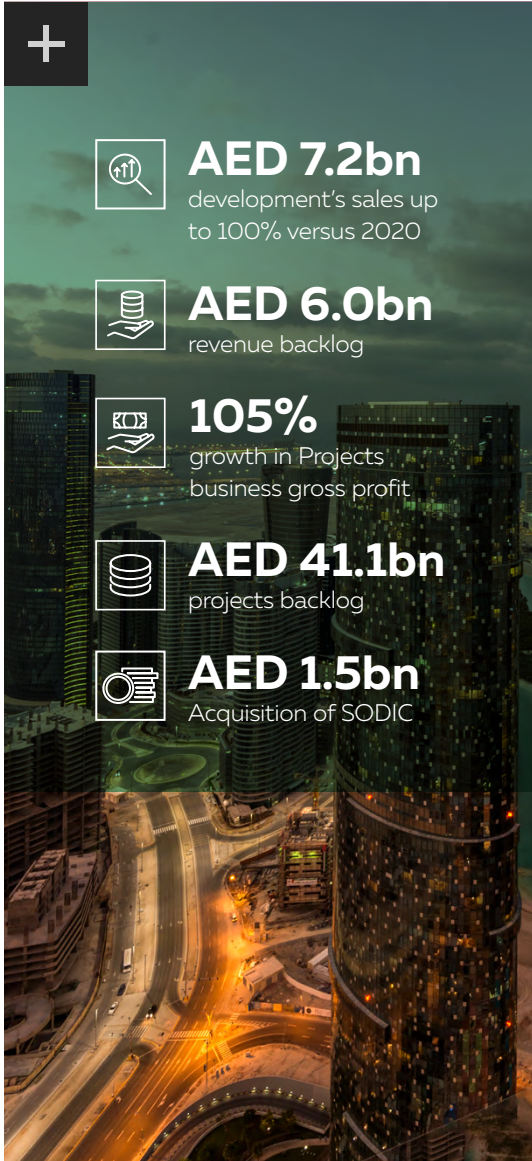 AED 7.2bn
development’s sales up
to 100% versus 2020
AED 6.0bn
revenue backlog
105%
growth in Projects
business gross profit
AED 41.1bn
projects backlog
AED 1.5bn
Acquisition of SODIC